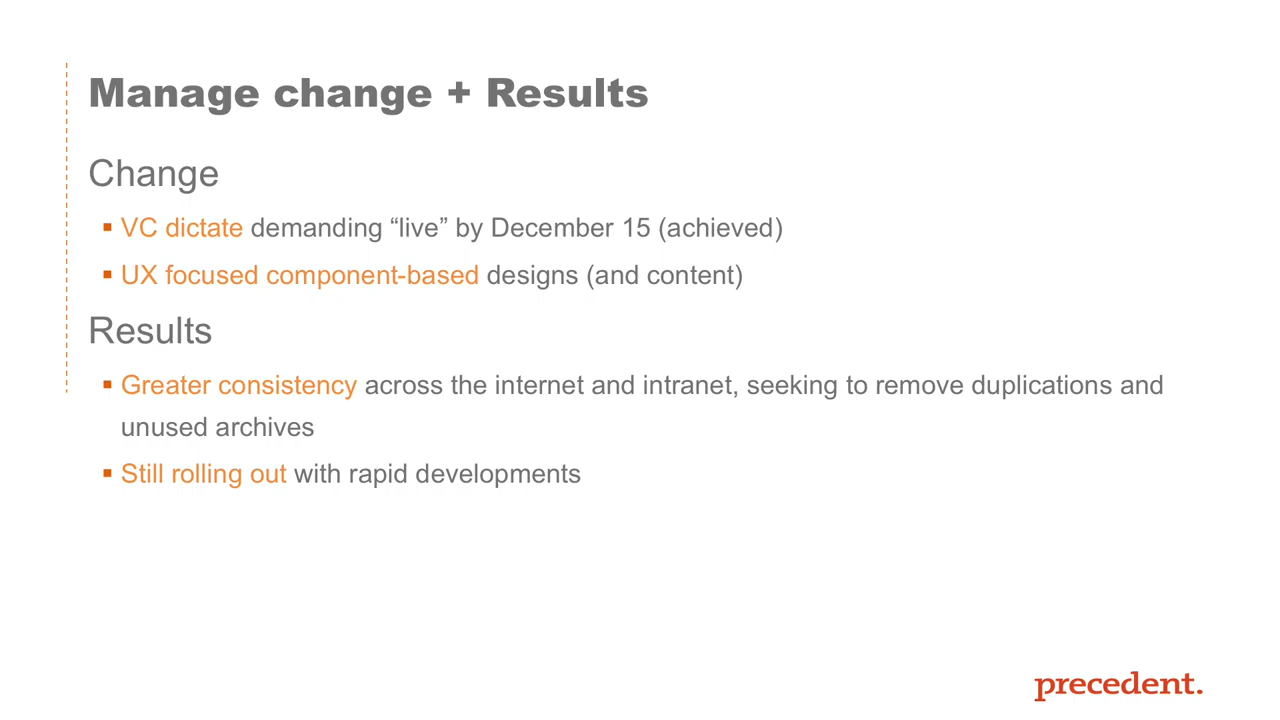 Manage change + Results
Change
▪ VC dictate demanding “live” by December 15 (achieved)
▪ UX focused component-based designs (and content)
Results
▪ Greater consistency across the internet and intranet, seeking to remove duplications and
unused archives
▪ Still rolling out with rapid developments
precedent.